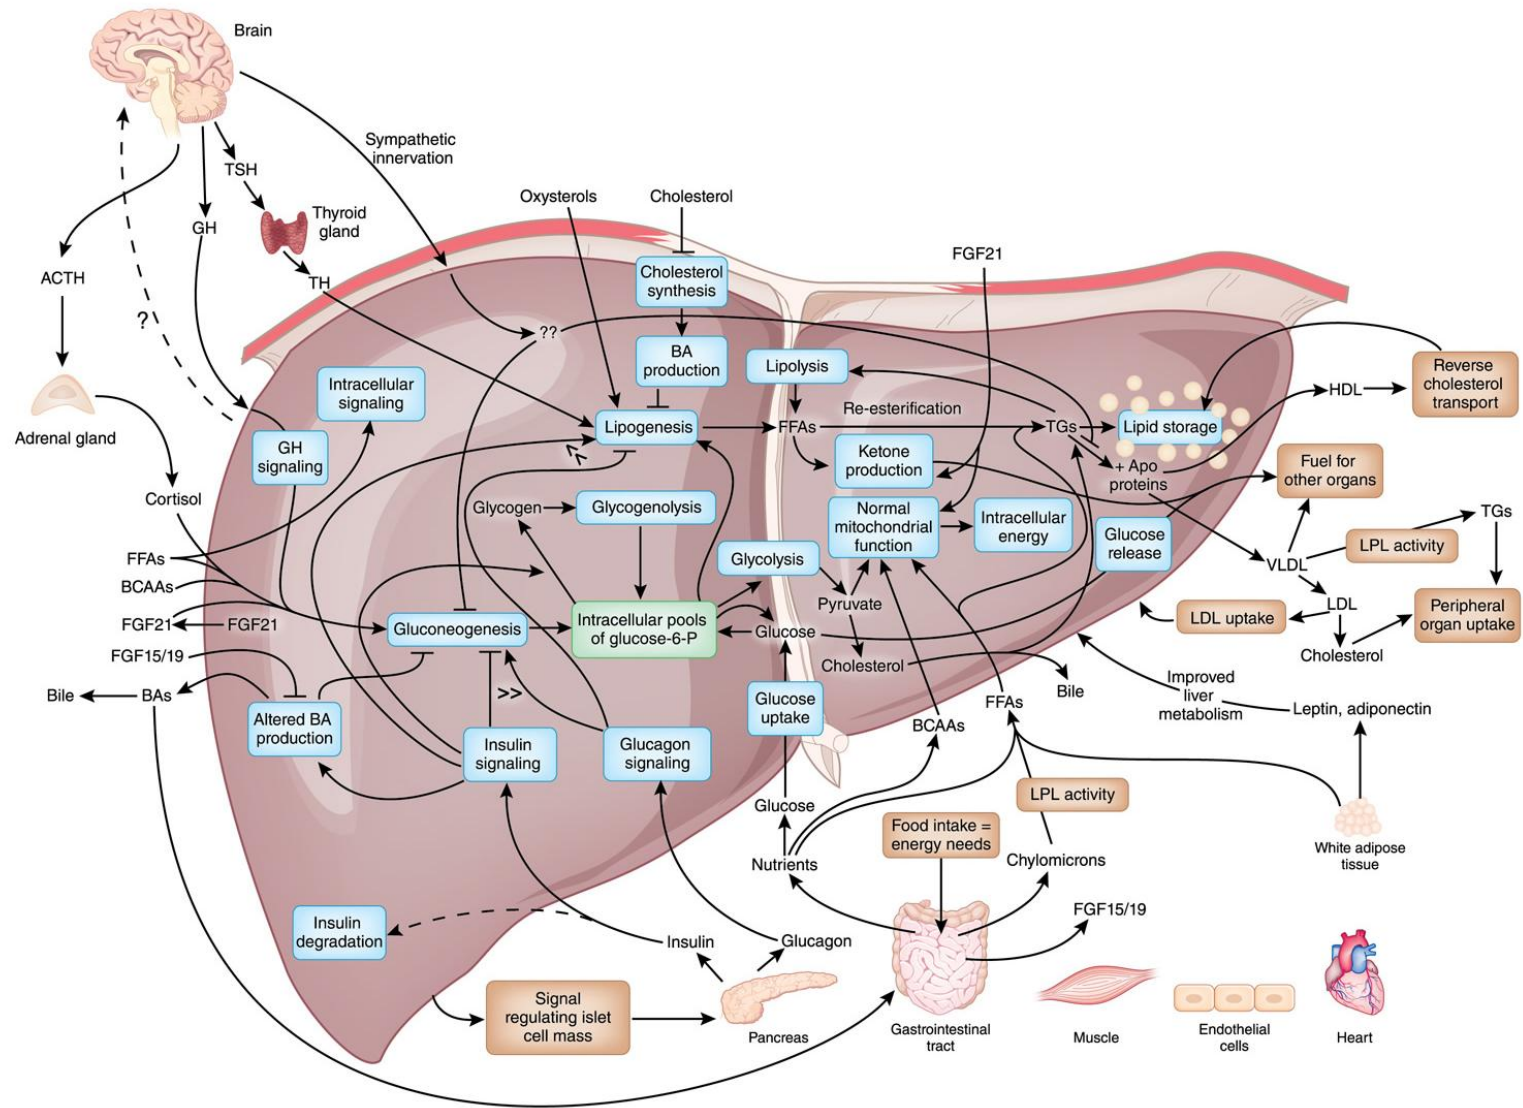 Brain
Sympathetic
innervation
TSH
Thyroid
gland
GH
TH
ACTH
?
Adrenal gland
Oxysterols
Cholesterol
FGF21
Cholesterol
synthesis
??
BA
production
Lipolysis
Intracellular
signaling
Lipogenesis
FFAs
Re-esterification
TGs
Lipid storage
HDL
Reverse
cholesterol
transport
GH
signaling
<<
Ketone
production
+ Apo
proteins
Fuel for
other organs
Cortisol
Glycogen
Glycogenolysis
Normal
mitochondrial
function
Intracellular
energy
Glucose
release
TGs
LPL activity
FFAs
BCAAs
Glycolysis
Pyruvate
VLDL
FGF21
FGF21
Gluconeogenesis
Intracellular pools
of glucose-6-P
Glucose
LDL uptake
LDL
Peripheral
organ uptake
FGF15/19
Cholesterol
Cholesterol
Bile
BAs
Altered BA
production
>>
Insulin
signaling
Glucagon
signaling
Glucose
uptake
BCAAs
FFAs
Bile
Improved
liver
metabolism
Leptin, adiponectin
Glucose
LPL activity
Food intake =
energy needs
Nutrients
Chylomicrons
White adipose
tissue
Insulin
degradation
Insulin
Glucagon
FGF15/19
Signal
regulating islet
cell mass
Pancreas
Gastrointestinal
tract
Muscle
Endothelial
cells
Heart